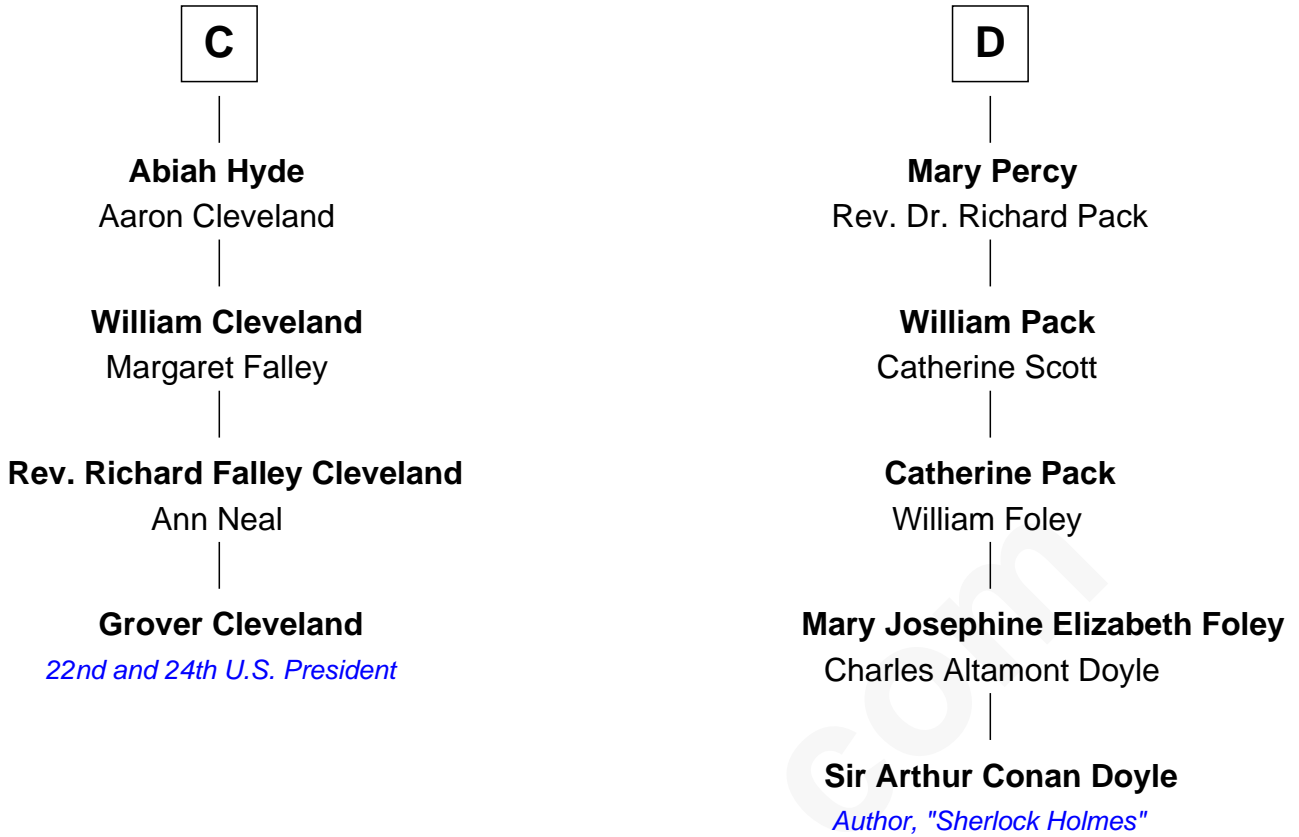 C
Abiah Hyde
Aaron Cleveland
William Cleveland
Margaret Falley
Rev. Richard Falley Cleveland
Ann Neal
Grover Cleveland
22nd and 24th U.S. President
D
Mary Percy
Rev. Dr. Richard Pack
William Pack
Catherine Scott
Catherine Pack
William Foley
Mary Josephine Elizabeth Foley
Charles Altamont Doyle
Sir Arthur Conan Doyle
Author, "Sherlock Holmes"
com